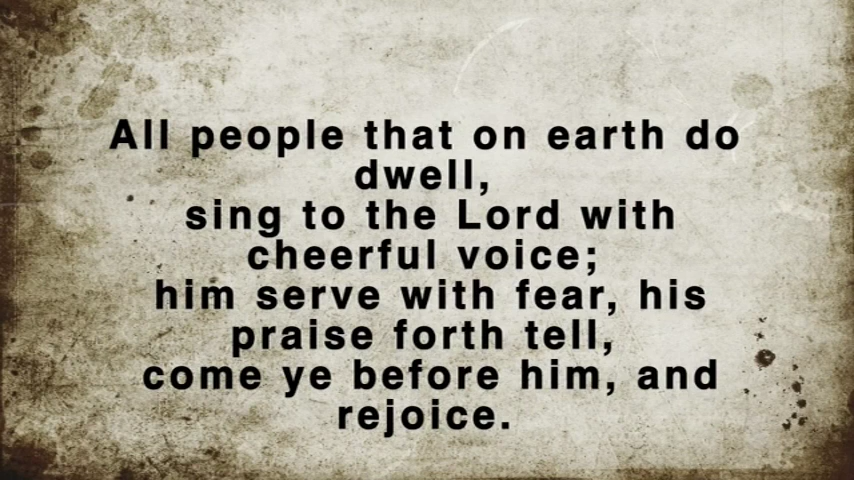 All people that on earth do
dwell,
sing to the Lord with
cheerful voice;
him serve with fear, his
praise forth tell,
come ye before him, and
rejoice.